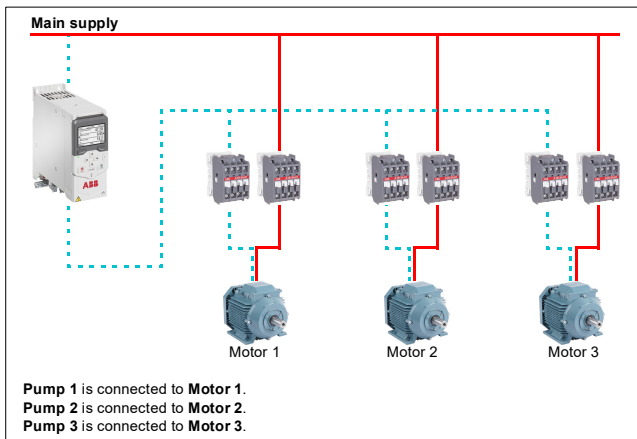 Main supply
ABB
Motor 1
Motor 2
Motor 3
Pump 1 is connected to Motor 1.
Pump 2 is connected to Motor 2.
Pump 3 is connected to Motor 3.